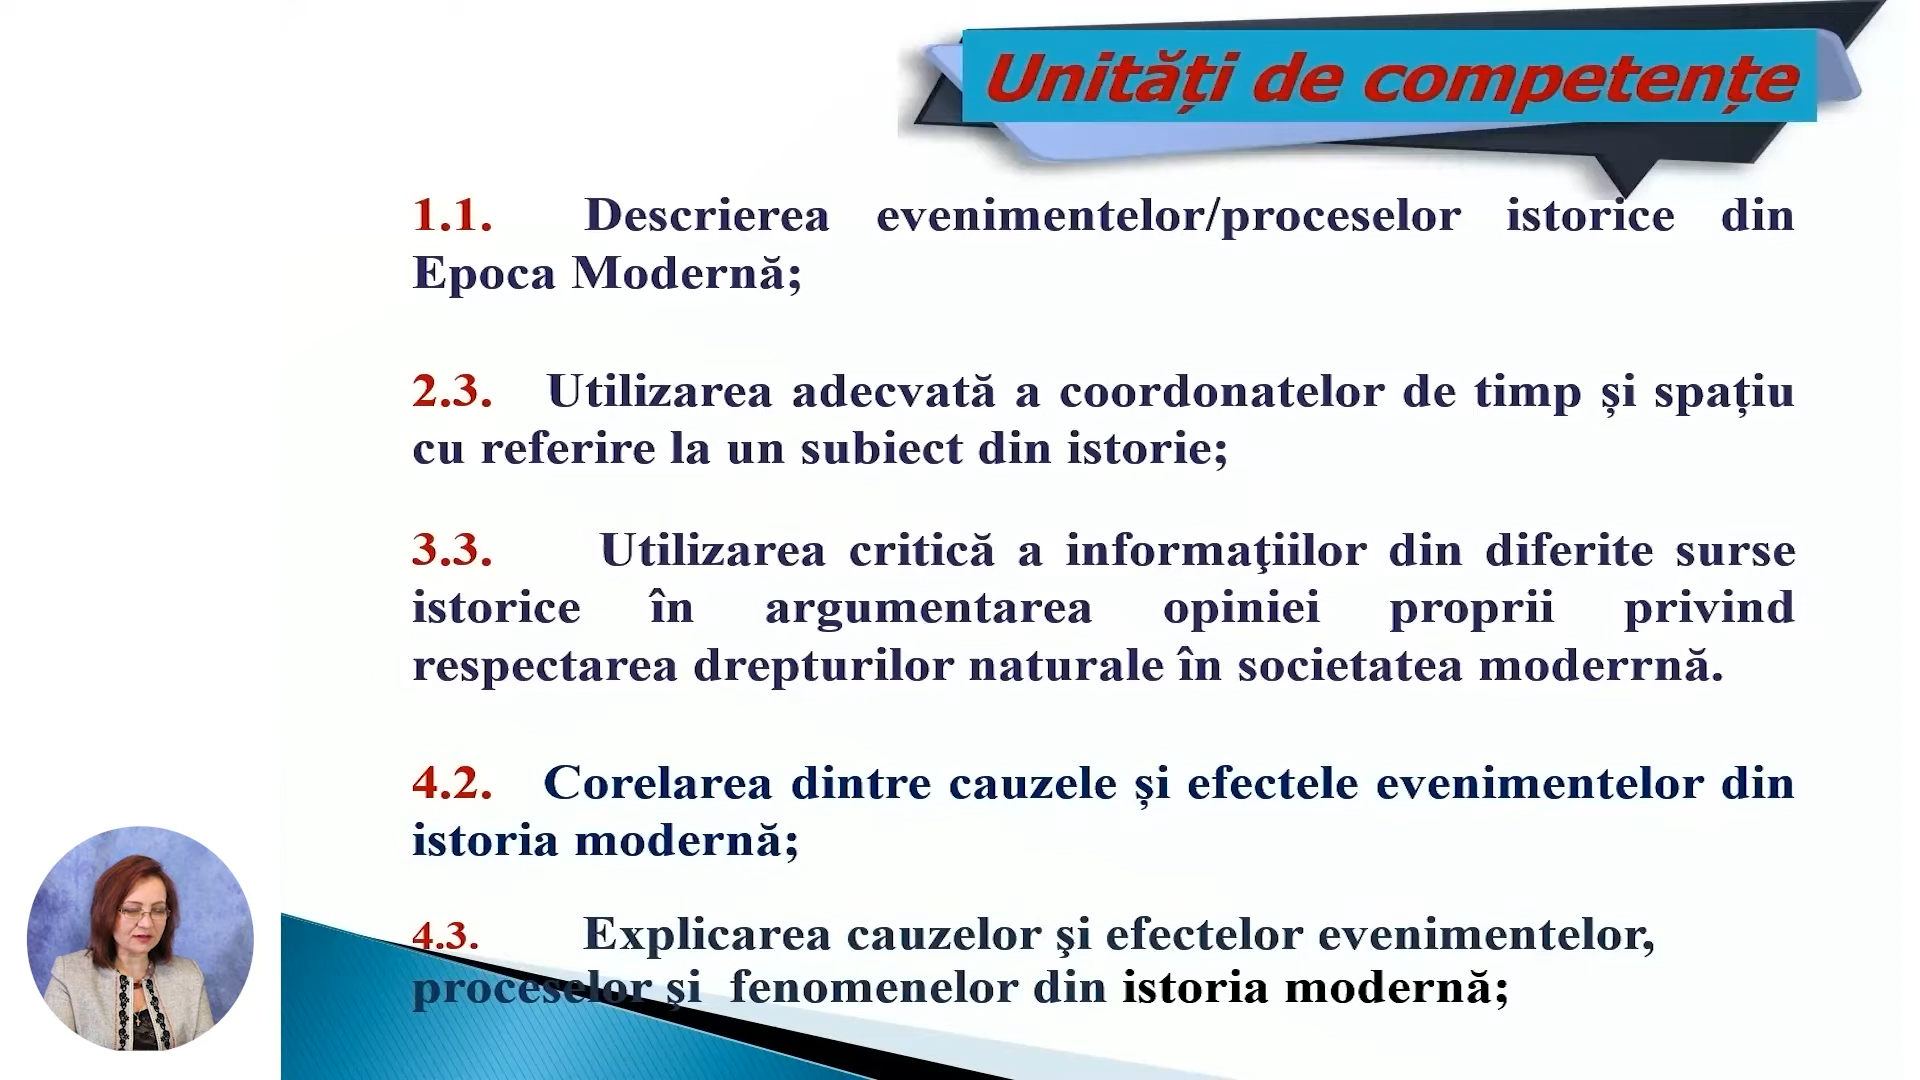 Unități de competențe
1.1. Descrierea evenimentelor/proceselor istorice din
Epoca Modernă;
2.3. Utilizarea adecvată a coordonatelor de timp și spațiu
cu referire la un subiect din istorie;
3.3. Utilizarea critică a informaţiilor din diferite surse
istorice în argumentarea opiniei proprii privind
respectarea drepturilor naturale în societatea moderrnă.
4.2. Corelarea dintre cauzele și efectele evenimentelor din
istoria modernă;
4.3. Explicarea cauzelor şi efectelor evenimentelor,
proceselor şi fenomenelor din istoria modernă;